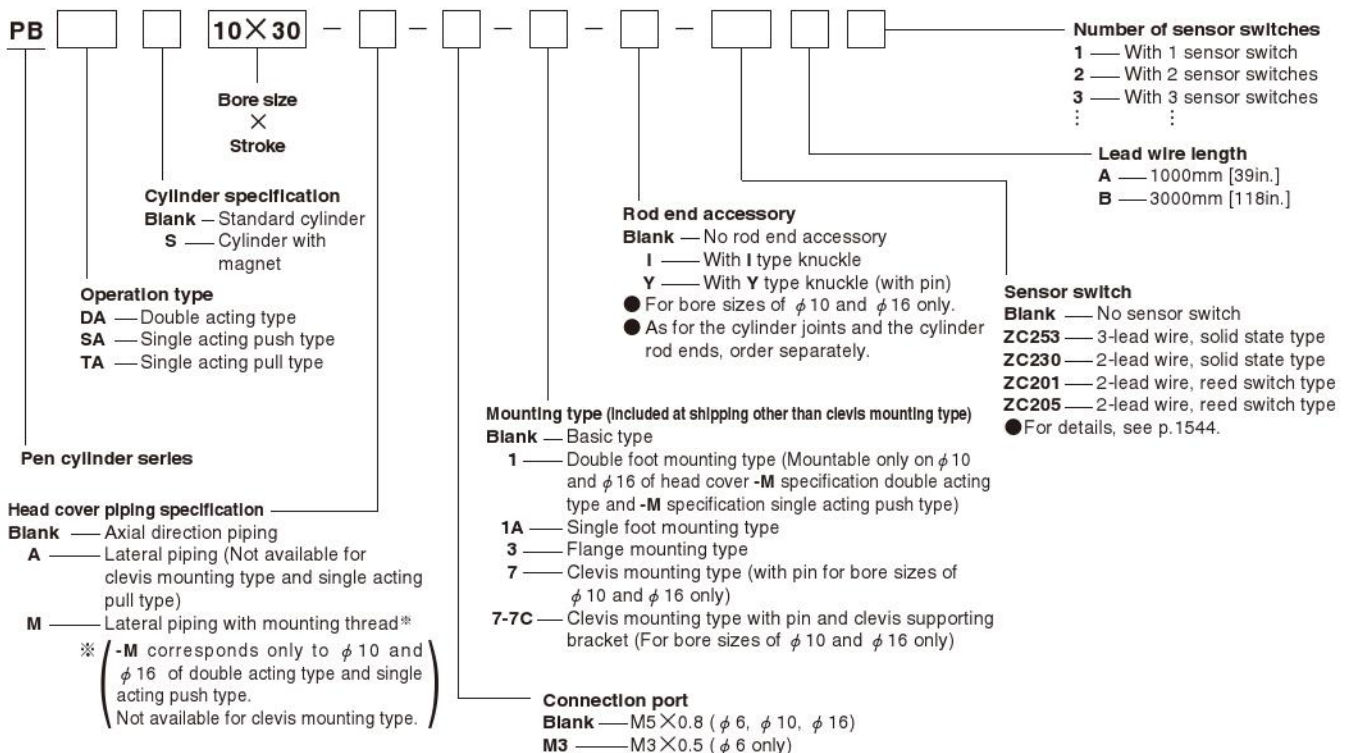 PB 10×30 - - - - -
Number of sensor switches
1 — With 1 sensor switch
2 — With 2 sensor switches
3 — With 3 sensor switches
⋮ ⋮
Lead wire length
A — 1000mm [39in.]
B — 3000mm [118in.]
Sensor switch
Blank — No sensor switch
ZC253 — 3-lead wire, solid state type
ZC230 — 2-lead wire, solid state type
ZC201 — 2-lead wire, reed switch type
ZC205 — 2-lead wire, reed switch type
●For details, see p.1544.
Rod end accessory
Blank — No rod end accessory
I — With I type knuckle
Y — With Y type knuckle (with pin)
● For bore sizes of φ10 and φ16 only.
● As for the cylinder joints and the cylinder
rod ends, order separately.
Mounting type (Included at shipping other than clevis mounting type)
Blank — Basic type
1 — Double foot mounting type (Mountable only on φ10
and φ16 of head cover -M specification double acting
type and -M specification single acting push type)
1A — Single foot mounting type
3 — Flange mounting type
7 — Clevis mounting type (with pin for bore sizes of
φ10 and φ16 only)
7-7C — Clevis mounting type with pin and clevis supporting
bracket (For bore sizes of φ10 and φ16 only)
Connection port
Blank — M5×0.8 (φ6, φ10, φ16)
M3 — M3×0.5 (φ6 only)
Bore size
×
Stroke
Cylinder specification
Blank – Standard cylinder
S — Cylinder with
magnet
Operation type
DA — Double acting type
SA — Single acting push type
TA — Single acting pull type
Pen cylinder series
Head cover piping specification
Blank — Axial direction piping
A — Lateral piping (Not available for
clevis mounting type and single acting
pull type)
M — Lateral piping with mounting thread※
※ (-M corresponds only to φ10 and
φ16 of double acting type and single
acting push type.
Not available for clevis mounting type.)